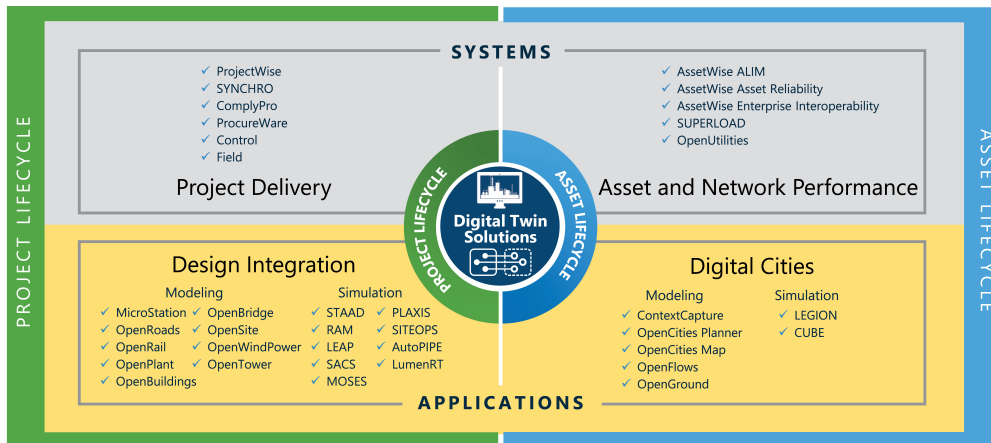 PROJECT LIFECYCLE
SYSTEMS
ProjectWise
SYNCHRO
ComplyPro
ProcureWare
Control
Field
Project Delivery
AssetWise ALIM
AssetWise Asset Reliability
AssetWise Enterprise Interoperability
SUPERLOAD
OpenUtilities
Asset and Network Performance
PROJECT LIFECYCLE
ASSET LIFECYCLE
Digital Twin
Solutions
Design Integration
Modeling
MicroStation
OpenRoads
OpenRail
OpenPlant
OpenBuildings
OpenBridge
OpenSite
OpenWindPower
OpenTower
Simulation
STAAD
RAM
LEAP
SACS
MOSES
PLAXIS
SITEOPS
AutoPIPE
LumenRT
Digital Cities
Modeling
ContextCapture
OpenCities Planner
OpenCities Map
OpenFlows
OpenGround
Simulation
LEGION
CUBE
APPLICATIONS
ASSET LIFECYCLE